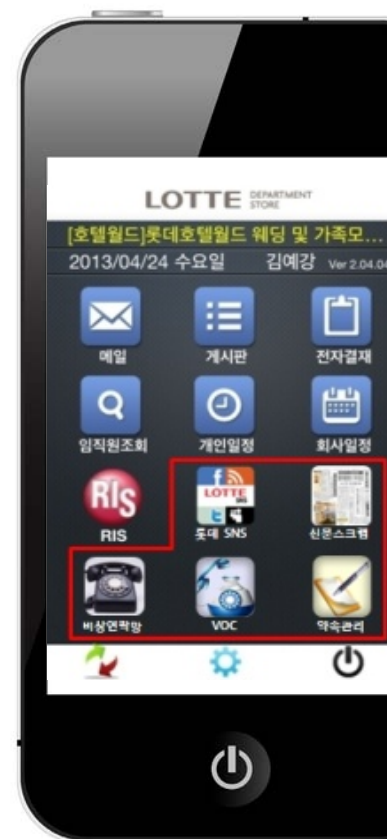 LOTTE DEPARTMENT STORE
[호텔월드]롯데호텔월드 웨딩 및 가족모...
2013/04/24 수요일 김예강 Ver 2.04.04
메일 게시판 전자결재
임직원조회 개인일정 회사일정
RIS
LOTTE
RIS 롯데 SNS 신문스크랩
비상연락망 VOC 약속관리